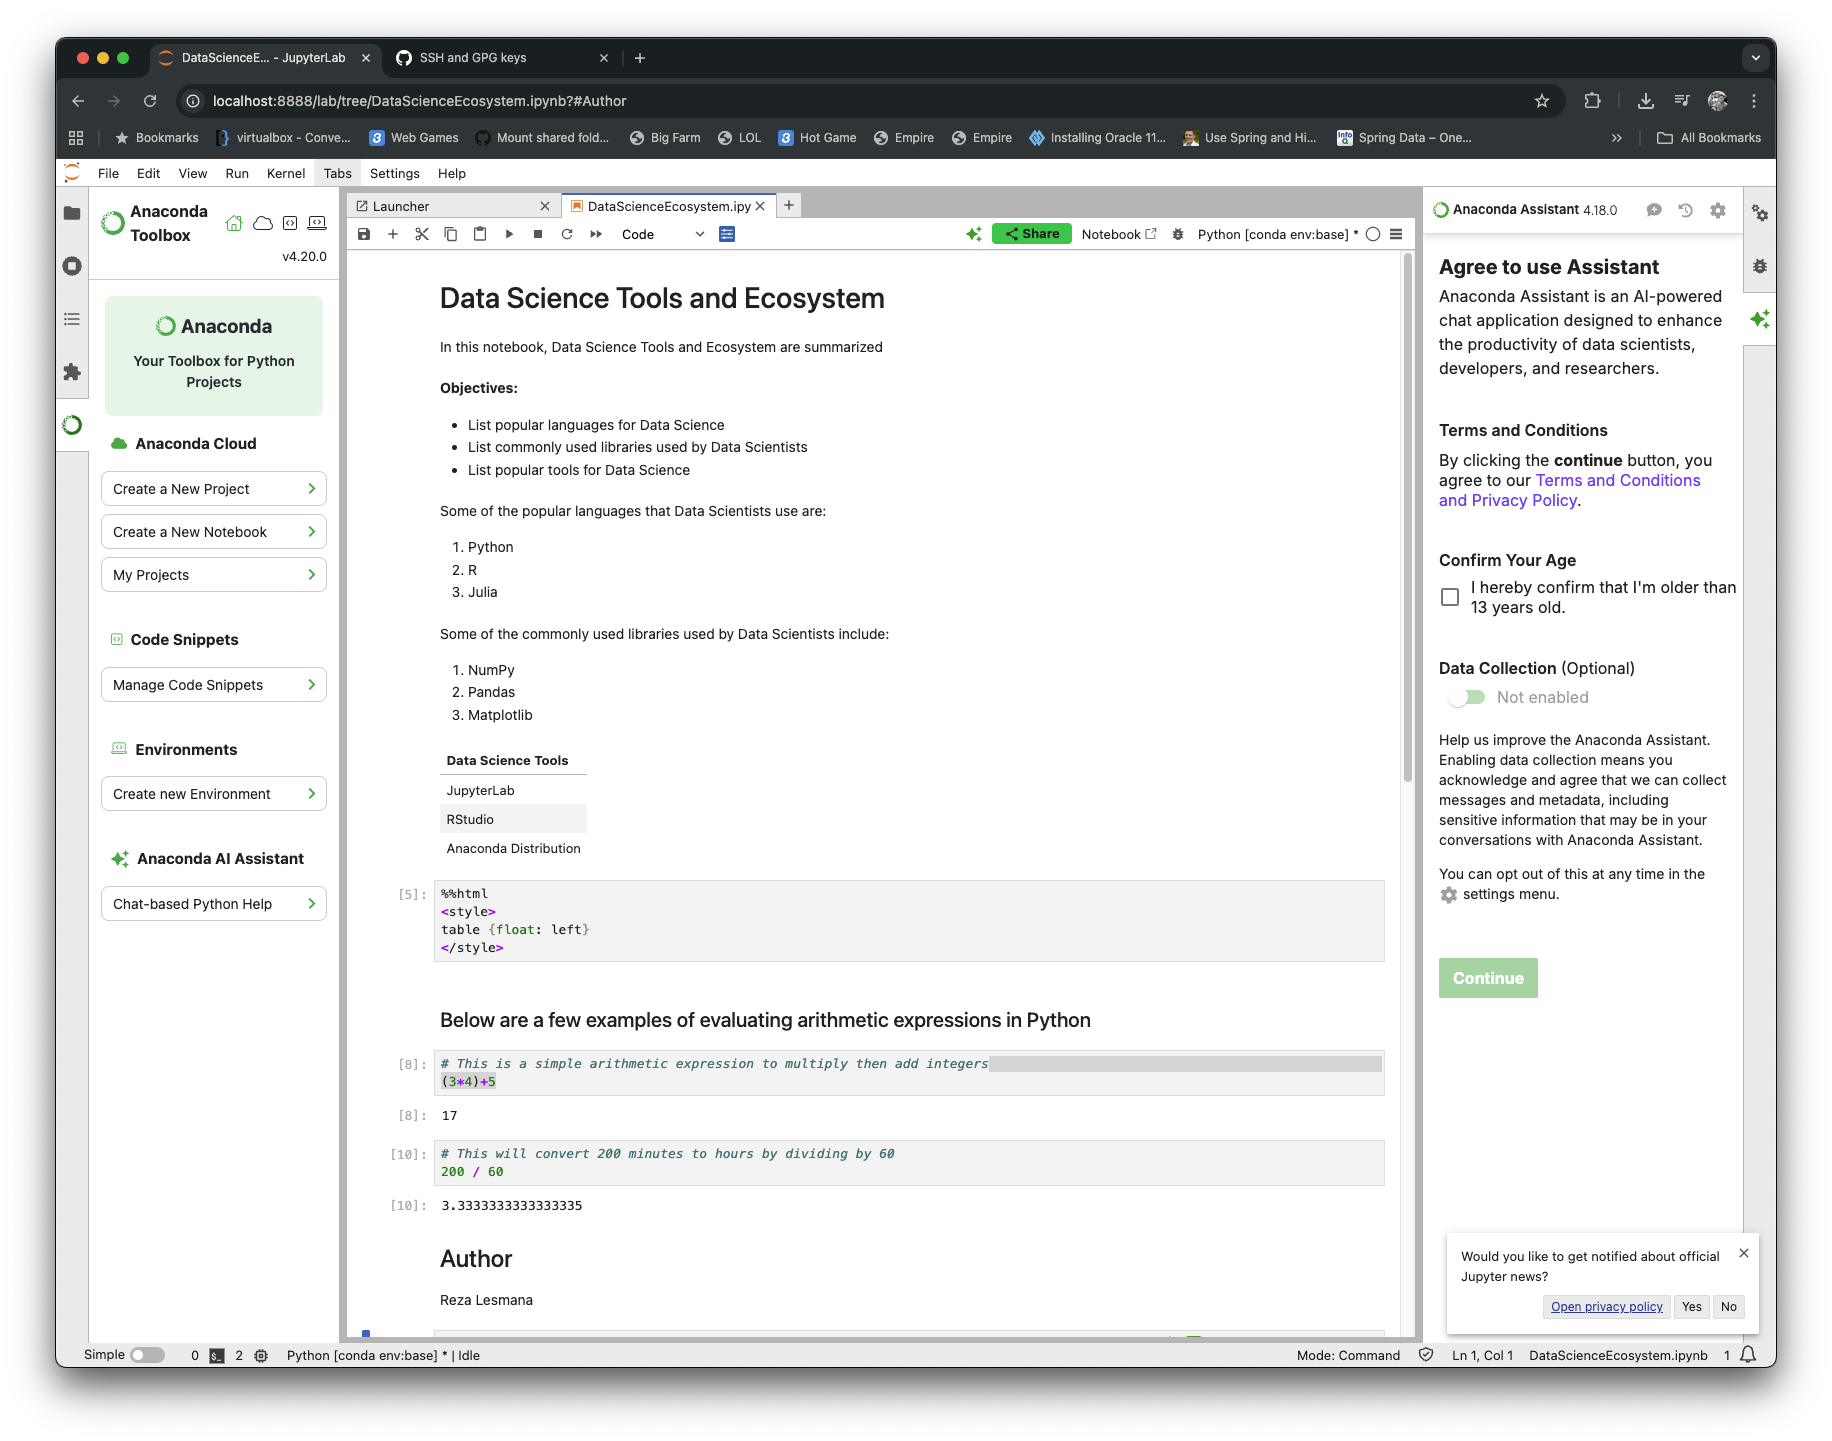 DataScienceE... - JupyterLab
SSH and GPG keys
localhost:8888/lab/tree/DataScienceEcosystem.ipynb?#Author
Bookmarks
virtualbox - Conve...
Web Games
Mount shared fold...
Big Farm
LOL
Hot Game
Empire
Empire
Installing Oracle 11...
Use Spring and Hi...
Spring Data – One...
All Bookmarks
File Edit View Run Kernel Tabs Settings Help
Anaconda
Toolbox
v4.20.0
Anaconda
Your Toolbox for Python
Projects
Anaconda Cloud
Create a New Project
Create a New Notebook
My Projects
Code Snippets
Manage Code Snippets
Environments
Create new Environment
Anaconda AI Assistant
Chat-based Python Help
Launcher
DataScienceEcosystem.ipy
Code
Share
Notebook
Python [conda env:base] *
Data Science Tools and Ecosystem
In this notebook, Data Science Tools and Ecosystem are summarized
Objectives:
• List popular languages for Data Science
• List commonly used libraries used by Data Scientists
• List popular tools for Data Science
Some of the popular languages that Data Scientists use are:
1. Python
2. R
3. Julia
Some of the commonly used libraries used by Data Scientists include:
1. NumPy
2. Pandas
3. Matplotlib
Data Science Tools
JupyterLab
RStudio
Anaconda Distribution
[5]: %%html
<style>
table {float: left}
</style>
Below are a few examples of evaluating arithmetic expressions in Python
[8]: # This is a simple arithmetic expression to multiply then add integers
(3*4)+5
[8]: 17
[10]: # This will convert 200 minutes to hours by dividing by 60
200 / 60
[10]: 3.3333333333333335
Author
Reza Lesmana
Anaconda Assistant 4.18.0
Agree to use Assistant
Anaconda Assistant is an AI-powered
chat application designed to enhance
the productivity of data scientists,
developers, and researchers.
Terms and Conditions
By clicking the continue button, you
agree to our Terms and Conditions
and Privacy Policy.
Confirm Your Age
I hereby confirm that I'm older than
13 years old.
Data Collection (Optional)
Not enabled
Help us improve the Anaconda Assistant.
Enabling data collection means you
acknowledge and agree that we can collect
messages and metadata, including
sensitive information that may be in your
conversations with Anaconda Assistant.
You can opt out of this at any time in the
settings menu.
Continue
Would you like to get notified about official
Jupyter news?
Open privacy policy Yes No
Simple 0 2 Python [conda env:base] * | Idle
Mode: Command Ln 1, Col 1 DataScienceEcosystem.ipynb 1